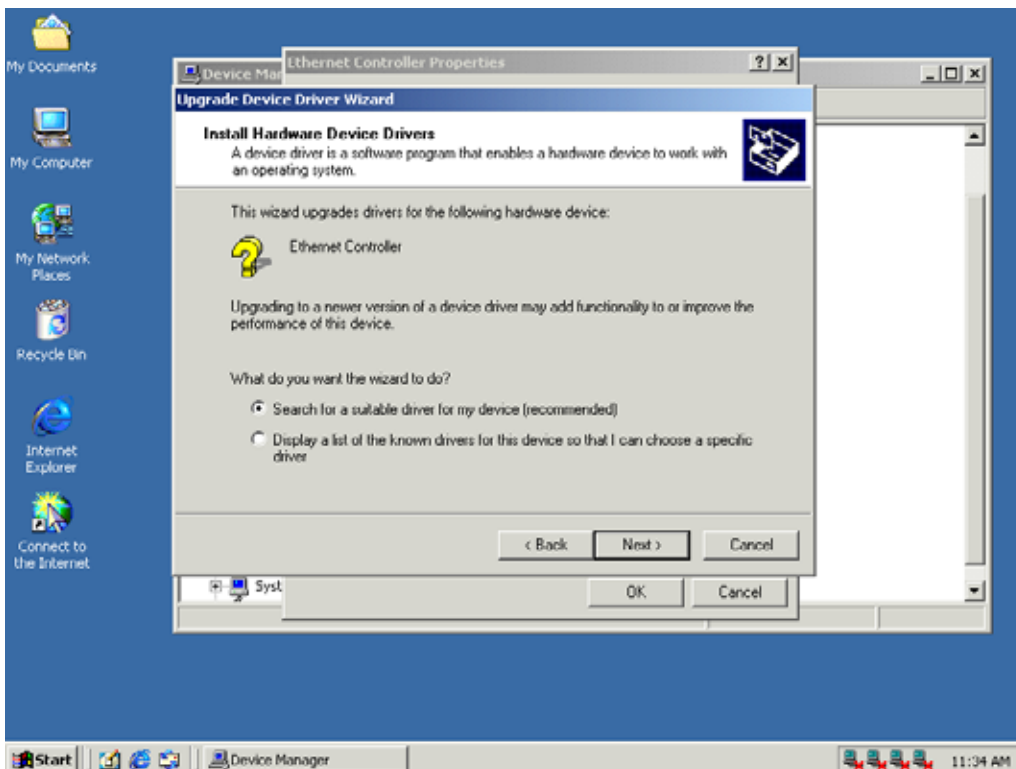 My Documents
My Computer
My Network
Places
Recycle Bin
Internet
Explorer
Connect to
the Internet
Device Mar
Ethernet Controller Properties
Upgrade Device Driver Wizard
Install Hardware Device Drivers
A device driver is a software program that enables a hardware device to work with
an operating system.
This wizard upgrades drivers for the following hardware device:
Ethernet Controller
Upgrading to a newer version of a device driver may add functionality to or improve the
performance of this device.
What do you want the wizard to do?
Search for a suitable driver for my device (recommended)
Display a list of the known drivers for this device so that I can choose a specific
driver
< Back
Next >
Cancel
Syst
OK
Cancel
Start
Device Manager
11:34 AM